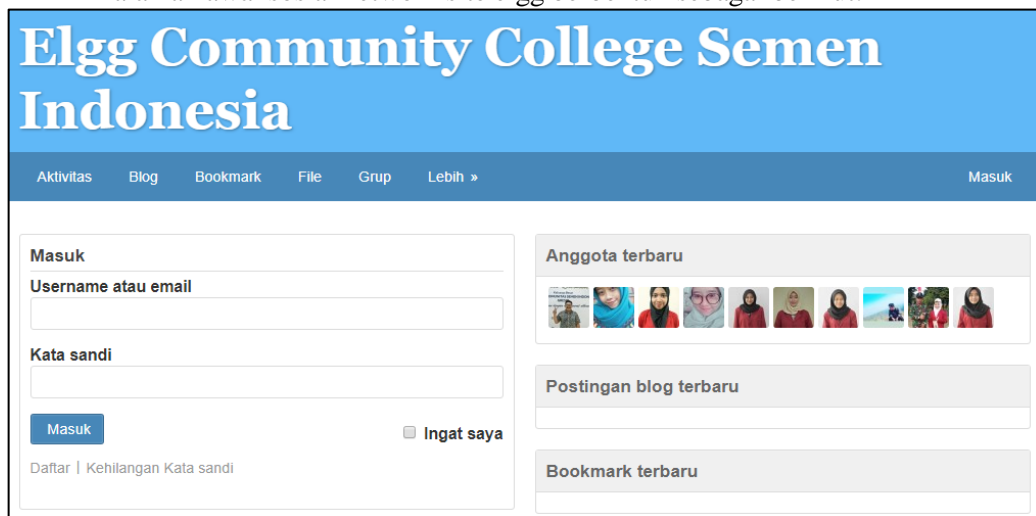 Elgg Community College Semen
Indonesia
Aktivitas Blog Bookmark File Grup Lebih » Masuk
Masuk
Username atau email
Kata sandi
Masuk
Ingat saya
Daftar | Kehilangan Kata sandi
Anggota terbaru
Postingan blog terbaru
Bookmark terbaru